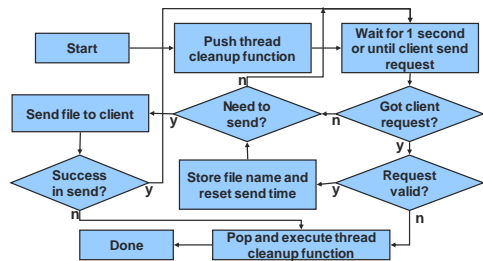 Start
Push thread
cleanup function
Wait for 1 second
or until client send
request
n
Send file to client
Need to
send?
Got client
request?
y
n
y
Success
in send?
y
Store file name and
reset send time
y
Request
valid?
n
n
Done
Pop and execute thread
cleanup function